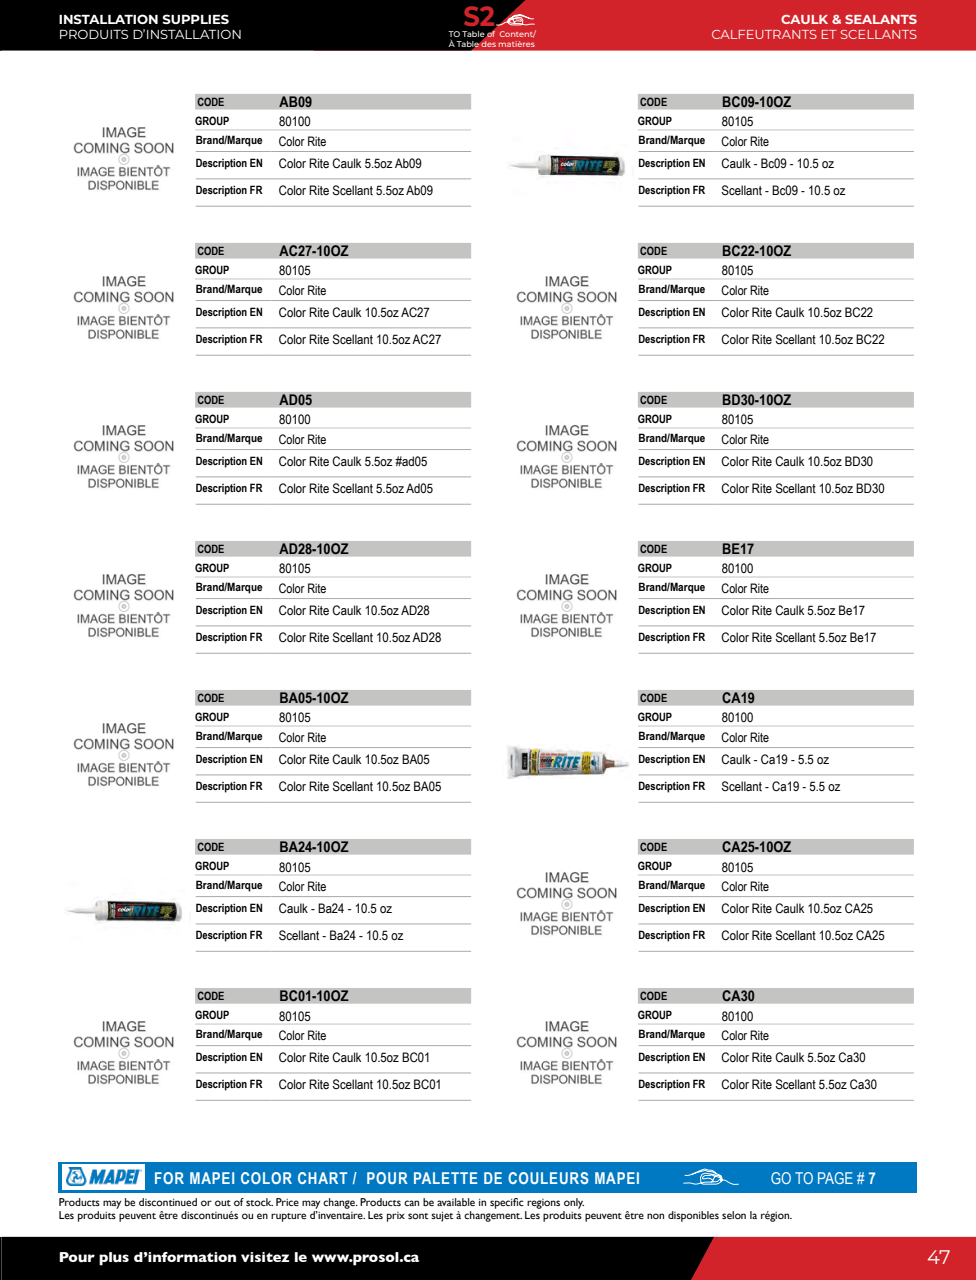 INSTALLATION SUPPLIES
PRODUITS D'INSTALLATION
S2
TO Table of Content/
À Table des matières
CAULK & SEALANTS
CALFEUTRANTS ET SCELLANTS
IMAGE
COMING SOON
IMAGE BIENTÔT
DISPONIBLE
CODE AB09
GROUP 80100
Brand/Marque Color Rite
Description EN Color Rite Caulk 5.5oz Ab09
Description FR Color Rite Scellant 5.5oz Ab09
IMAGE
COMING SOON
IMAGE BIENTÔT
DISPONIBLE
CODE AC27-10OZ
GROUP 80105
Brand/Marque Color Rite
Description EN Color Rite Caulk 10.5oz AC27
Description FR Color Rite Scellant 10.5oz AC27
IMAGE
COMING SOON
IMAGE BIENTÔT
DISPONIBLE
CODE AD05
GROUP 80100
Brand/Marque Color Rite
Description EN Color Rite Caulk 5.5oz #ad05
Description FR Color Rite Scellant 5.5oz Ad05
IMAGE
COMING SOON
IMAGE BIENTÔT
DISPONIBLE
CODE AD28-10OZ
GROUP 80105
Brand/Marque Color Rite
Description EN Color Rite Caulk 10.5oz AD28
Description FR Color Rite Scellant 10.5oz AD28
IMAGE
COMING SOON
IMAGE BIENTÔT
DISPONIBLE
CODE BA05-10OZ
GROUP 80105
Brand/Marque Color Rite
Description EN Color Rite Caulk 10.5oz BA05
Description FR Color Rite Scellant 10.5oz BA05
color RITE
CODE BA24-10OZ
GROUP 80105
Brand/Marque Color Rite
Description EN Caulk - Ba24 - 10.5 oz
Description FR Scellant - Ba24 - 10.5 oz
IMAGE
COMING SOON
IMAGE BIENTÔT
DISPONIBLE
CODE BC01-10OZ
GROUP 80105
Brand/Marque Color Rite
Description EN Color Rite Caulk 10.5oz BC01
Description FR Color Rite Scellant 10.5oz BC01
color RITE
CODE BC09-10OZ
GROUP 80105
Brand/Marque Color Rite
Description EN Caulk - Bc09 - 10.5 oz
Description FR Scellant - Bc09 - 10.5 oz
IMAGE
COMING SOON
IMAGE BIENTÔT
DISPONIBLE
CODE BC22-10OZ
GROUP 80105
Brand/Marque Color Rite
Description EN Color Rite Caulk 10.5oz BC22
Description FR Color Rite Scellant 10.5oz BC22
IMAGE
COMING SOON
IMAGE BIENTÔT
DISPONIBLE
CODE BD30-10OZ
GROUP 80105
Brand/Marque Color Rite
Description EN Color Rite Caulk 10.5oz BD30
Description FR Color Rite Scellant 10.5oz BD30
IMAGE
COMING SOON
IMAGE BIENTÔT
DISPONIBLE
CODE BE17
GROUP 80100
Brand/Marque Color Rite
Description EN Color Rite Caulk 5.5oz Be17
Description FR Color Rite Scellant 5.5oz Be17
RITE
CODE CA19
GROUP 80100
Brand/Marque Color Rite
Description EN Caulk - Ca19 - 5.5 oz
Description FR Scellant - Ca19 - 5.5 oz
IMAGE
COMING SOON
IMAGE BIENTÔT
DISPONIBLE
CODE CA25-10OZ
GROUP 80105
Brand/Marque Color Rite
Description EN Color Rite Caulk 10.5oz CA25
Description FR Color Rite Scellant 10.5oz CA25
IMAGE
COMING SOON
IMAGE BIENTÔT
DISPONIBLE
CODE CA30
GROUP 80100
Brand/Marque Color Rite
Description EN Color Rite Caulk 5.5oz Ca30
Description FR Color Rite Scellant 5.5oz Ca30
MAPEI FOR MAPEI COLOR CHART / POUR PALETTE DE COULEURS MAPEI GO TO PAGE # 7
Products may be discontinued or out of stock. Price may change. Products can be available in specific regions only.
Les produits peuvent être discontinués ou en rupture d'inventaire. Les prix sont sujet à changement. Les produits peuvent être non disponibles selon la région.
Pour plus d'information visitez le www.prosol.ca
47